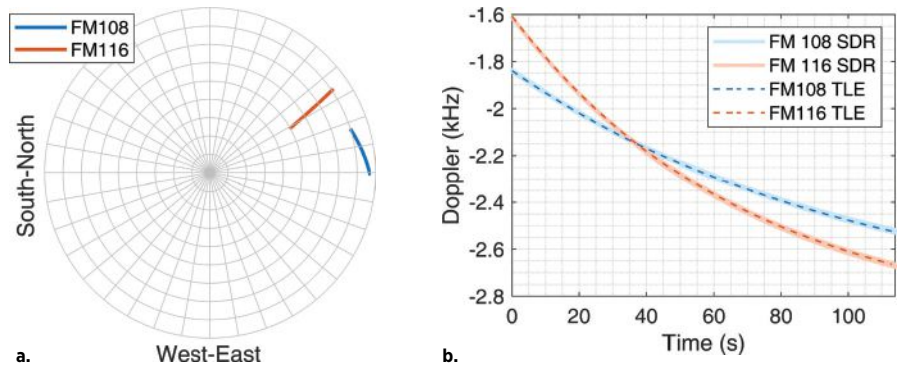 FM108
FM116
South-North
West-East
a.
-1.6
-1.8
-2
-2.2
-2.4
-2.6
-2.8
Doppler (kHz)
FM 108 SDR
FM 116 SDR
FM108 TLE
FM116 TLE
0 20 40 60 80 100
Time (s)
b.